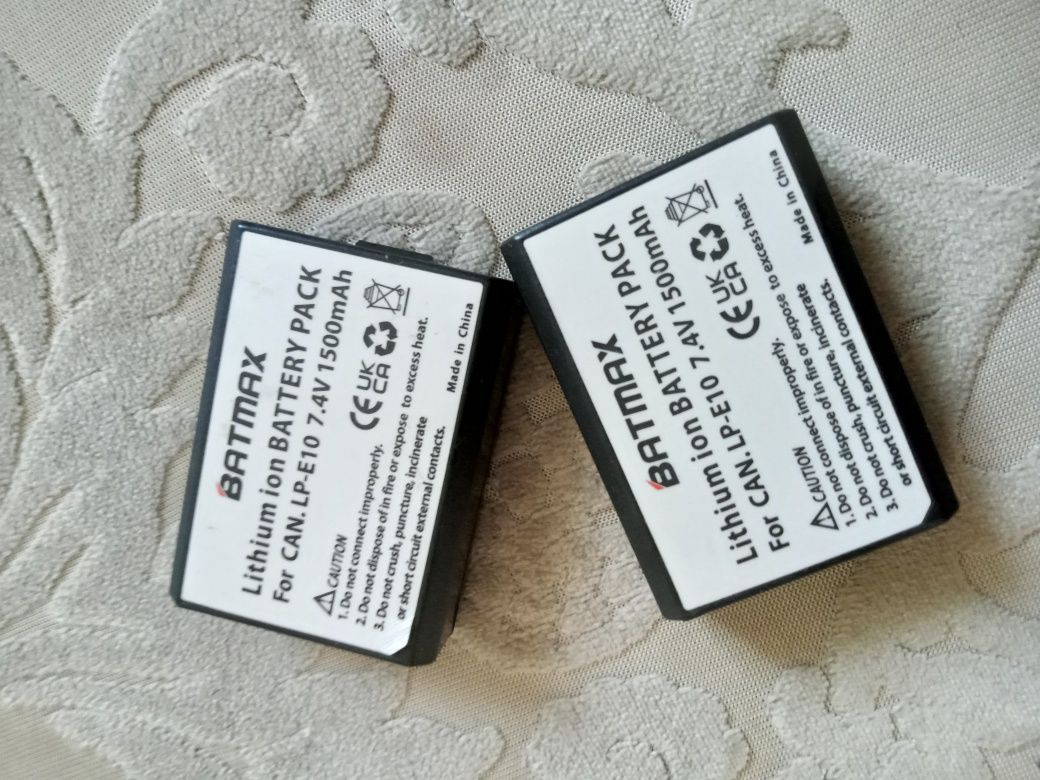 BATMAX
Lithium ion BATTERY PACK
For CAN. LP-E10 7.4V 1500mAh
CE UK CA
⚠CAUTION
1. Do not connect improperly.
2. Do not dispose of in fire or expose to excess heat.
3. Do not crush, puncture, incinerate
or short circuit external contacts.
Made in China
BATMAX
Lithium ion BATTERY PACK
For CAN. LP-E10 7.4V 1500mAh
CE UK CA
⚠CAUTION
1. Do not connect improperly.
2. Do not dispose of in fire or expose to excess heat.
3. Do not crush, puncture, incinerate
or short circuit external contacts.
Made in China